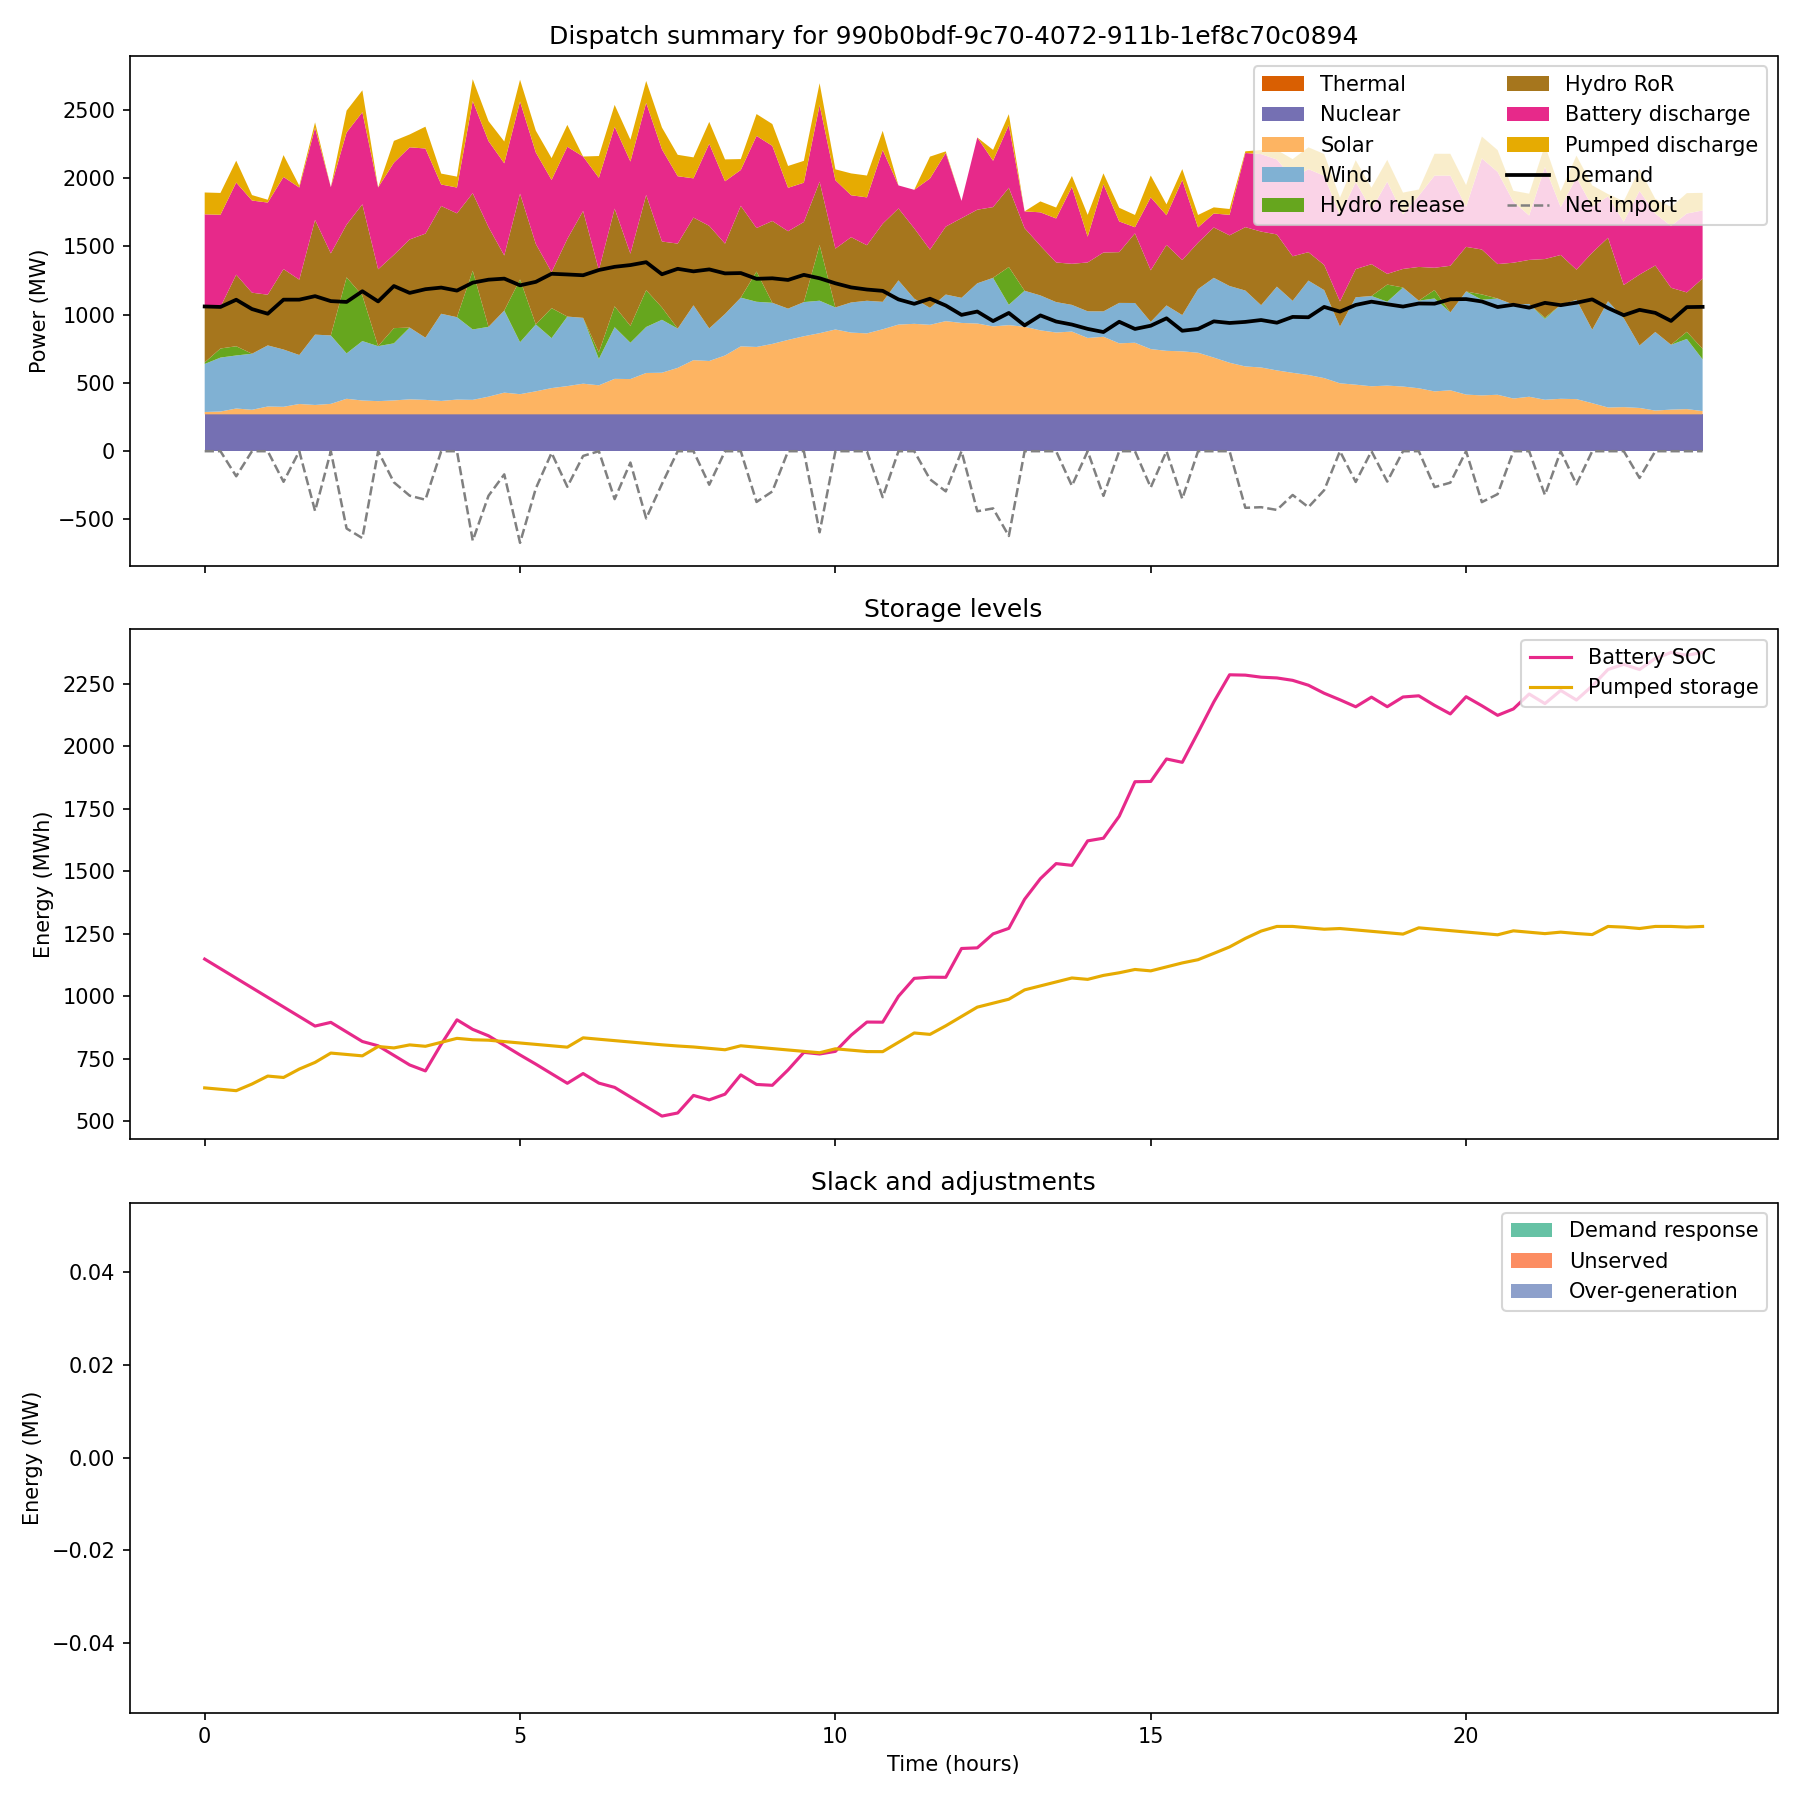 Dispatch summary for 990b0bdf-9c70-4072-911b-1ef8c70c0894
Power (MW)
2500
2000
1500
1000
500
0
−500
Thermal
Nuclear
Solar
Wind
Hydro release
Hydro RoR
Battery discharge
Pumped discharge
Demand
Net import
Storage levels
Energy (MWh)
2250
2000
1750
1500
1250
1000
750
500
Battery SOC
Pumped storage
Slack and adjustments
Energy (MW)
0.04
0.02
0.00
−0.02
−0.04
Demand response
Unserved
Over-generation
0 5 10 15 20
Time (hours)